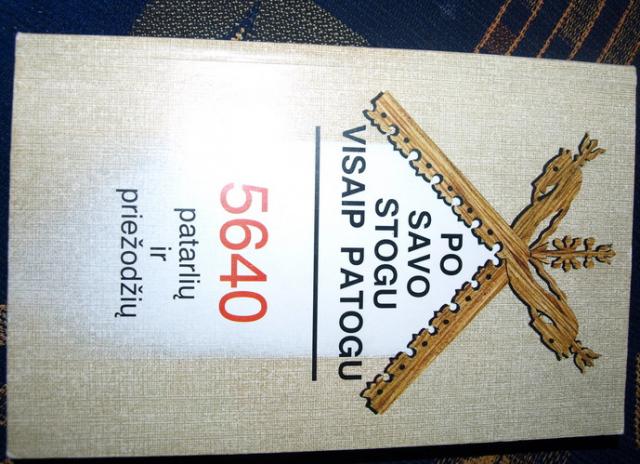 PO
SAVO
STOGU
VISAIP PATOGU
5640
patarlių
ir
priežodžių